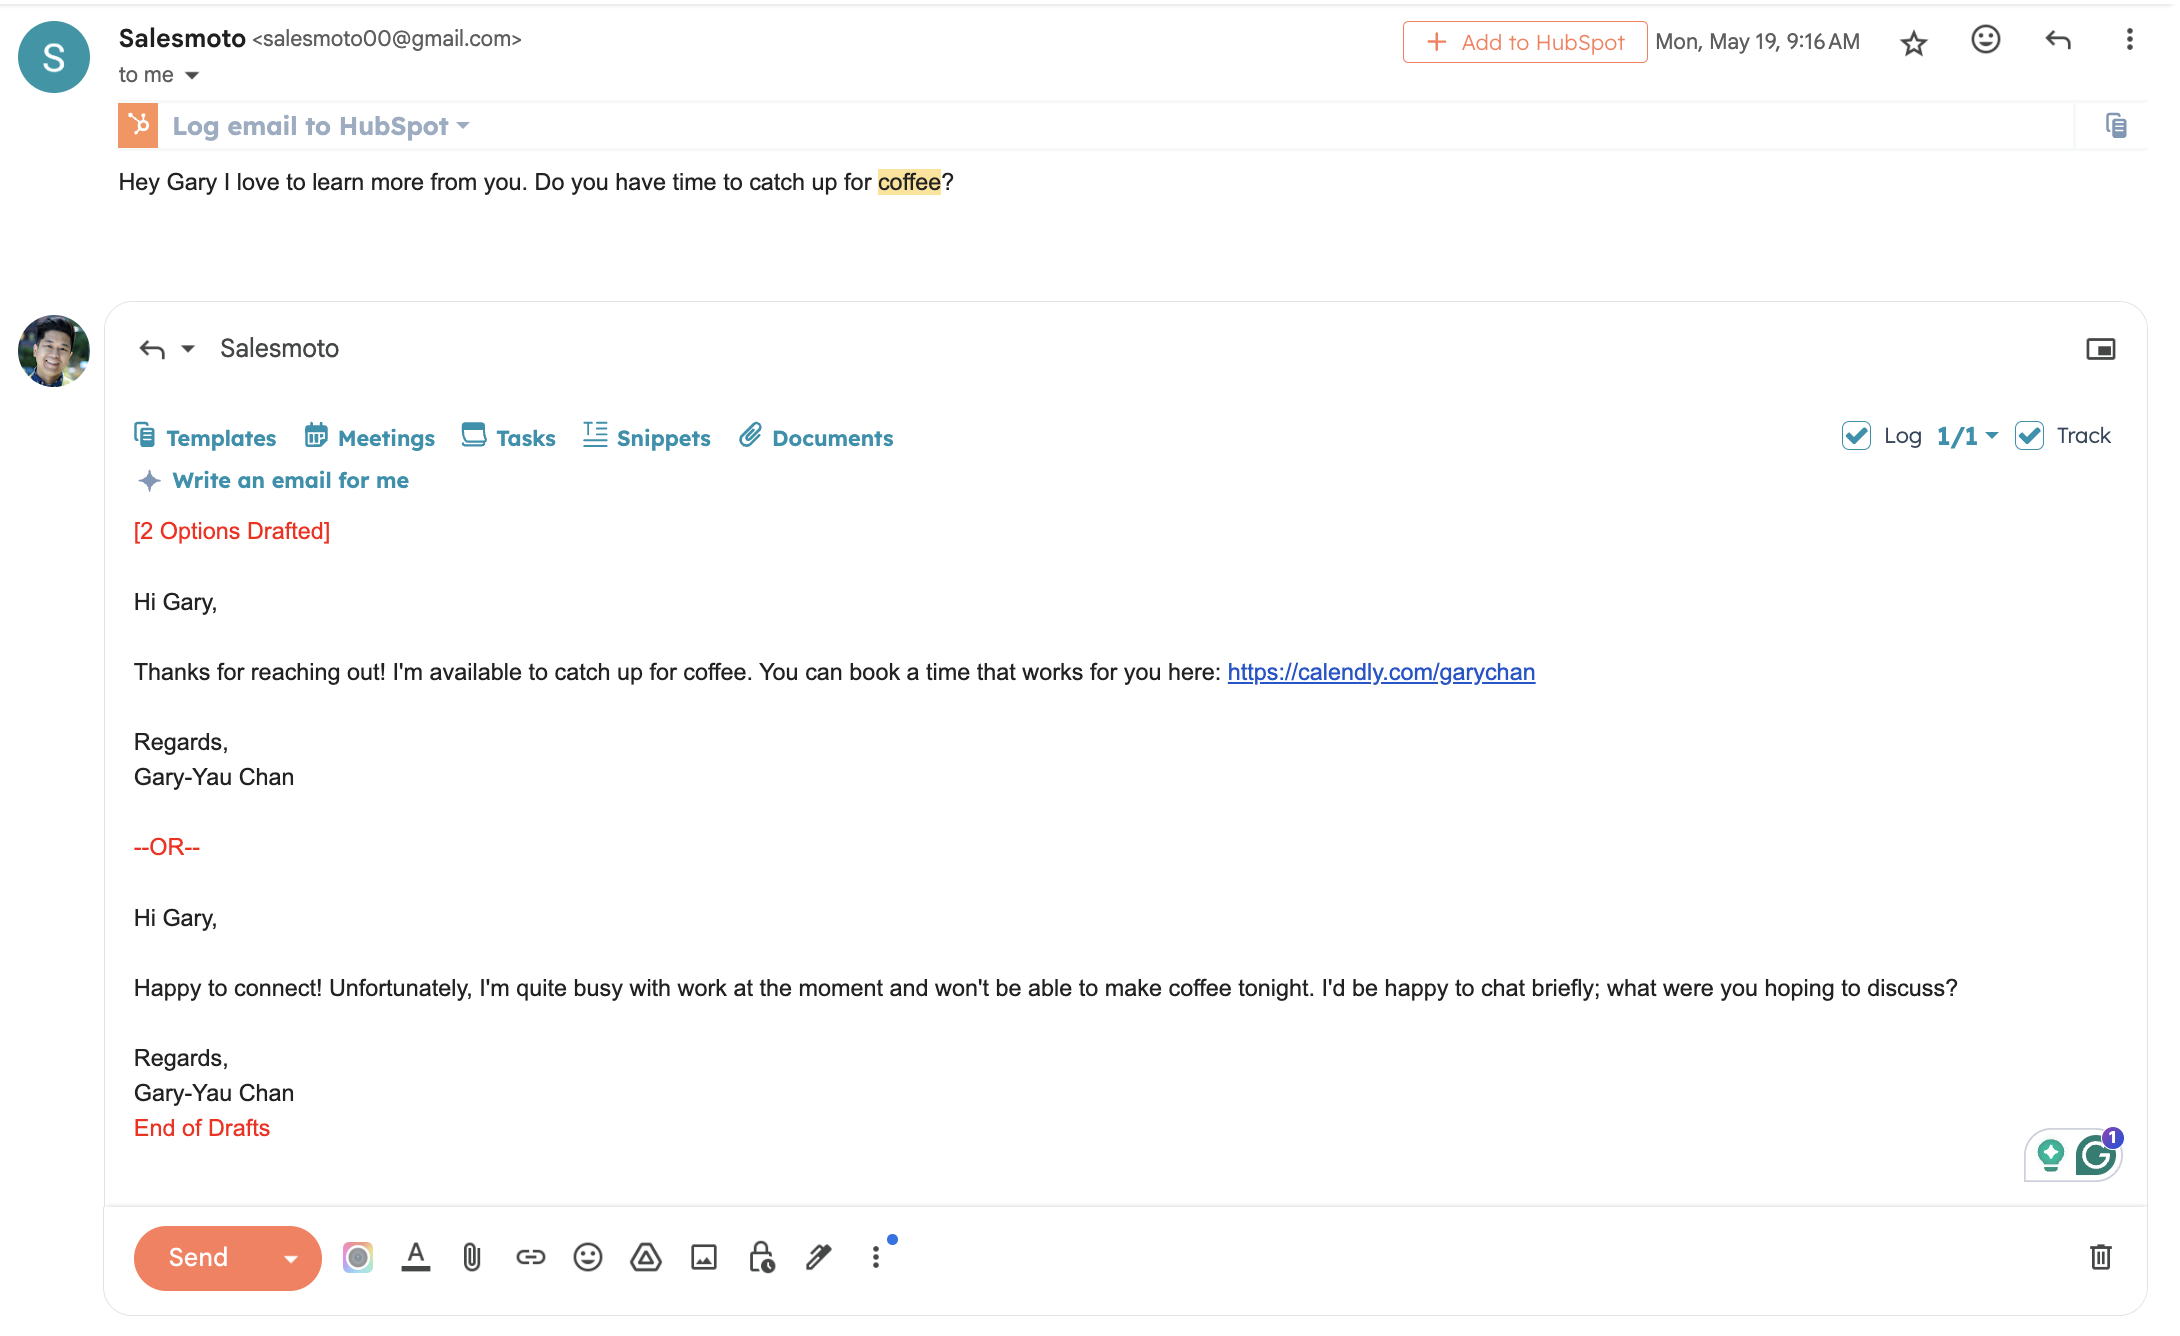 S
Salesmoto <salesmoto00@gmail.com>
+ Add to HubSpot
Mon, May 19, 9:16 AM
to me
Log email to HubSpot
Hey Gary I love to learn more from you. Do you have time to catch up for coffee?
Salesmoto
Templates
Meetings
Tasks
Snippets
Documents
Log 1/1
Track
Write an email for me
[2 Options Drafted]
Hi Gary,
Thanks for reaching out! I'm available to catch up for coffee. You can book a time that works for you here: https://calendly.com/garychan
Regards,
Gary-Yau Chan
--OR--
Hi Gary,
Happy to connect! Unfortunately, I'm quite busy with work at the moment and won't be able to make coffee tonight. I'd be happy to chat briefly; what were you hoping to discuss?
Regards,
Gary-Yau Chan
End of Drafts
1
Send